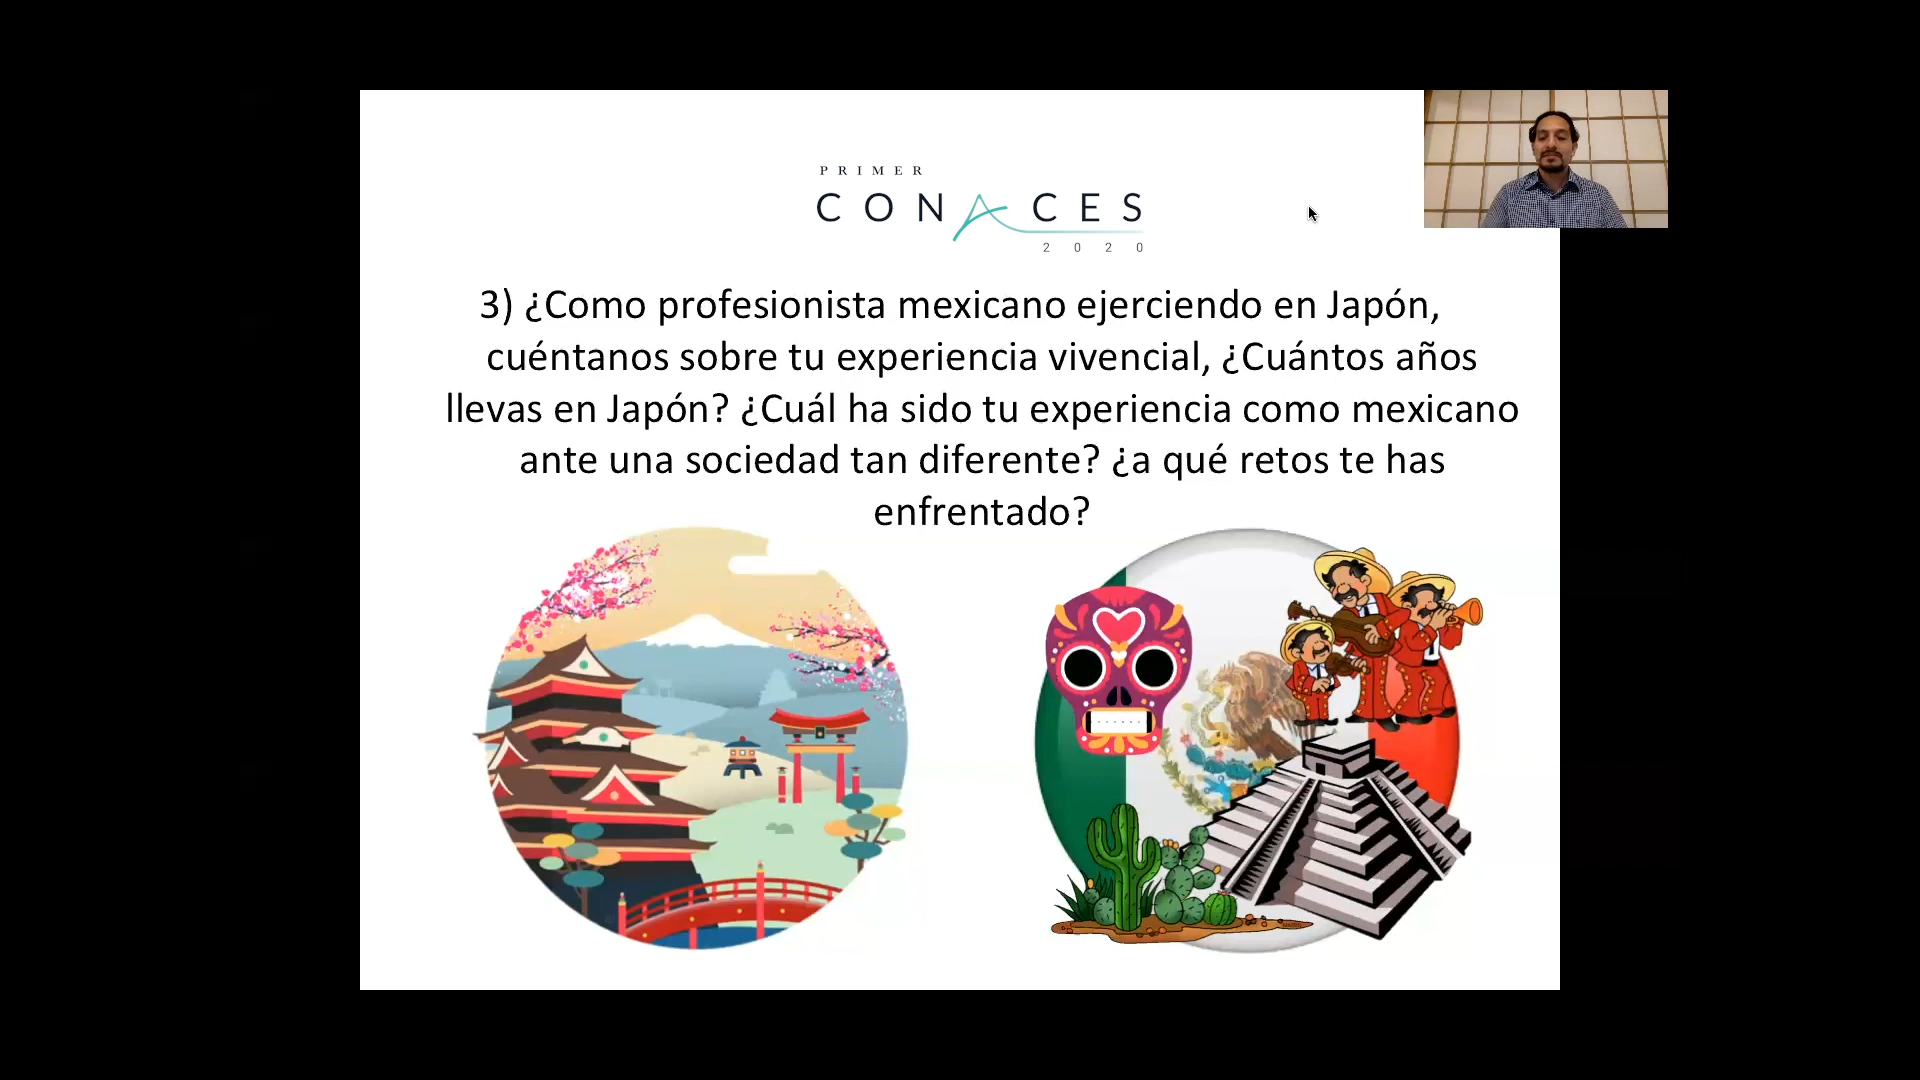 PRIMER
CONACES
2020
3) ¿Como profesionista mexicano ejerciendo en Japón,
cuéntanos sobre tu experiencia vivencial, ¿Cuántos años
llevas en Japón? ¿Cuál ha sido tu experiencia como mexicano
ante una sociedad tan diferente? ¿a qué retos te has
enfrentado?